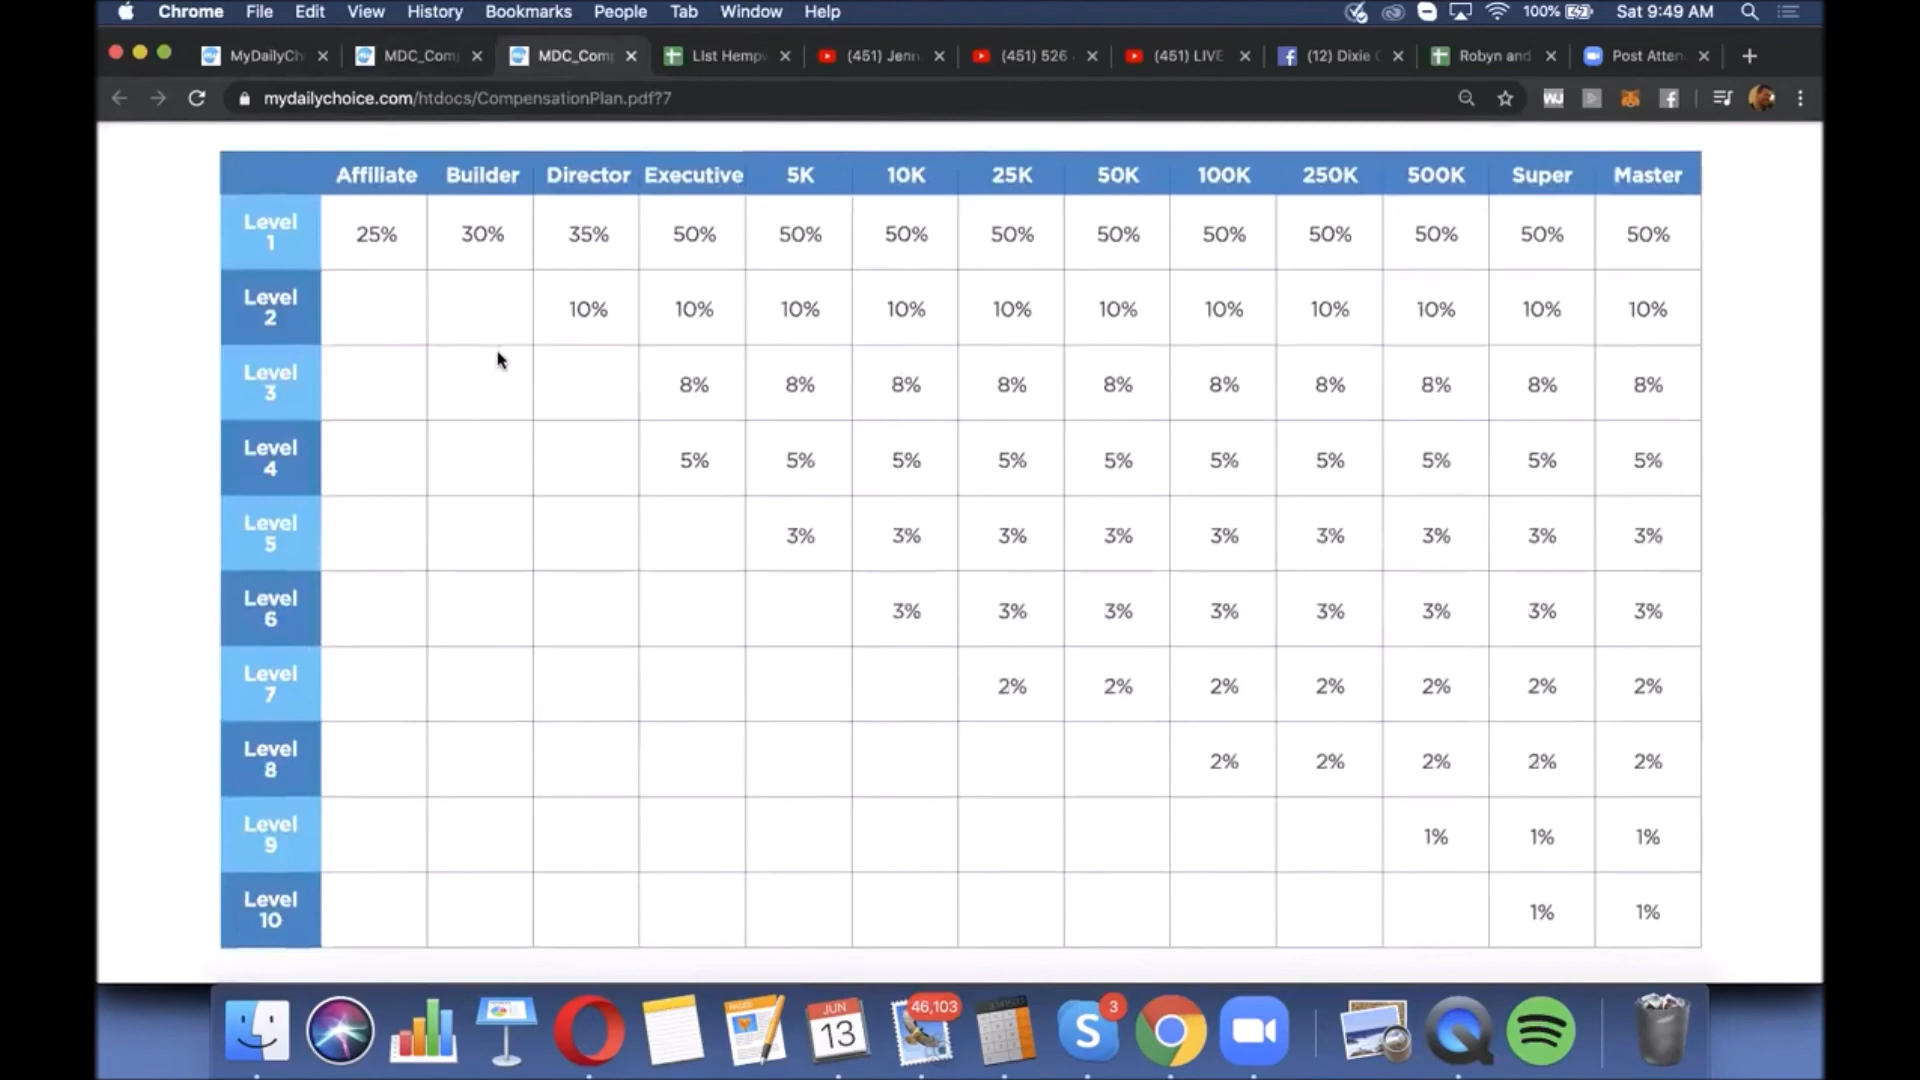 Chrome File Edit View History Bookmarks People Tab Window Help 100% Sat 9:49 AM
MyDailyCh MDC_Com MDC_Com LIst Hemp (451) Jenn (451) 526 (451) LIVE (12) Dixie Robyn and Post Atten
mydailychoice.com/htdocs/CompensationPlan.pdf?7
Affiliate Builder Director Executive 5K 10K 25K 50K 100K 250K 500K Super Master
Level 1 25% 30% 35% 50% 50% 50% 50% 50% 50% 50% 50% 50% 50%
Level 2 10% 10% 10% 10% 10% 10% 10% 10% 10% 10% 10%
Level 3 8% 8% 8% 8% 8% 8% 8% 8% 8% 8%
Level 4 5% 5% 5% 5% 5% 5% 5% 5% 5% 5%
Level 5 3% 3% 3% 3% 3% 3% 3% 3% 3%
Level 6 3% 3% 3% 3% 3% 3% 3% 3%
Level 7 2% 2% 2% 2% 2% 2% 2%
Level 8 2% 2% 2% 2% 2%
Level 9 1% 1% 1%
Level 10 1% 1%
46,103 3
PAGES JUN
13